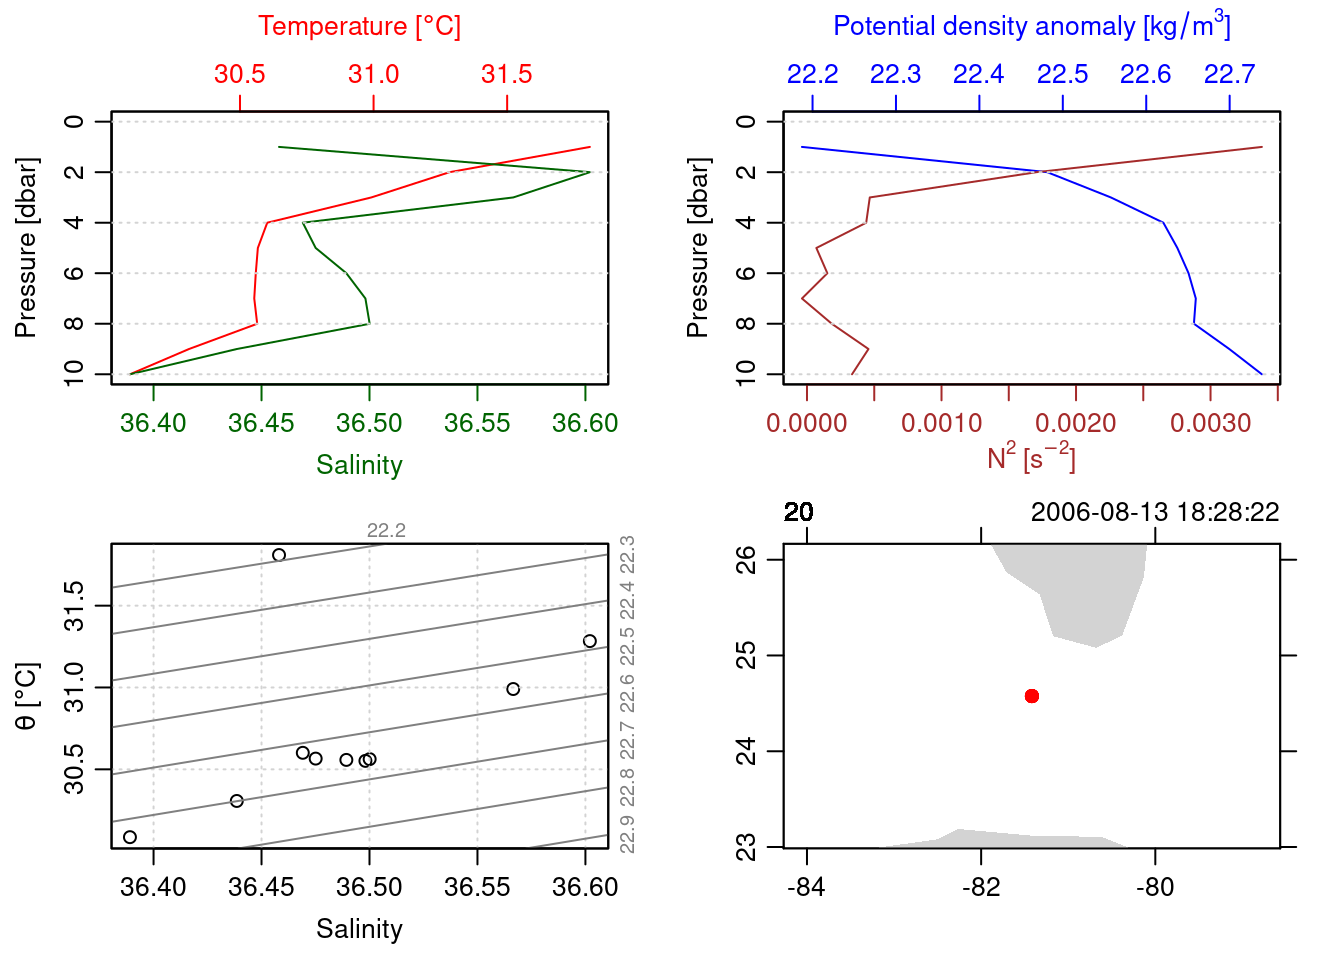 Temperature [°C]
30.5 31.0 31.5
0
2
4
6
8
10
Pressure [dbar]
36.40 36.45 36.50 36.55 36.60
Salinity
Potential density anomaly [kg/m³]
22.2 22.3 22.4 22.5 22.6 22.7
0
2
4
6
8
10
Pressure [dbar]
0.0000 0.0010 0.0020 0.0030
N² [s⁻²]
22.2
22.3
22.4
22.5
22.6
22.7
22.8
22.9
31.5
31.0
30.5
θ [°C]
36.40 36.45 36.50 36.55 36.60
Salinity
20 2006-08-13 18:28:22
26
25
24
23
-84 -82 -80